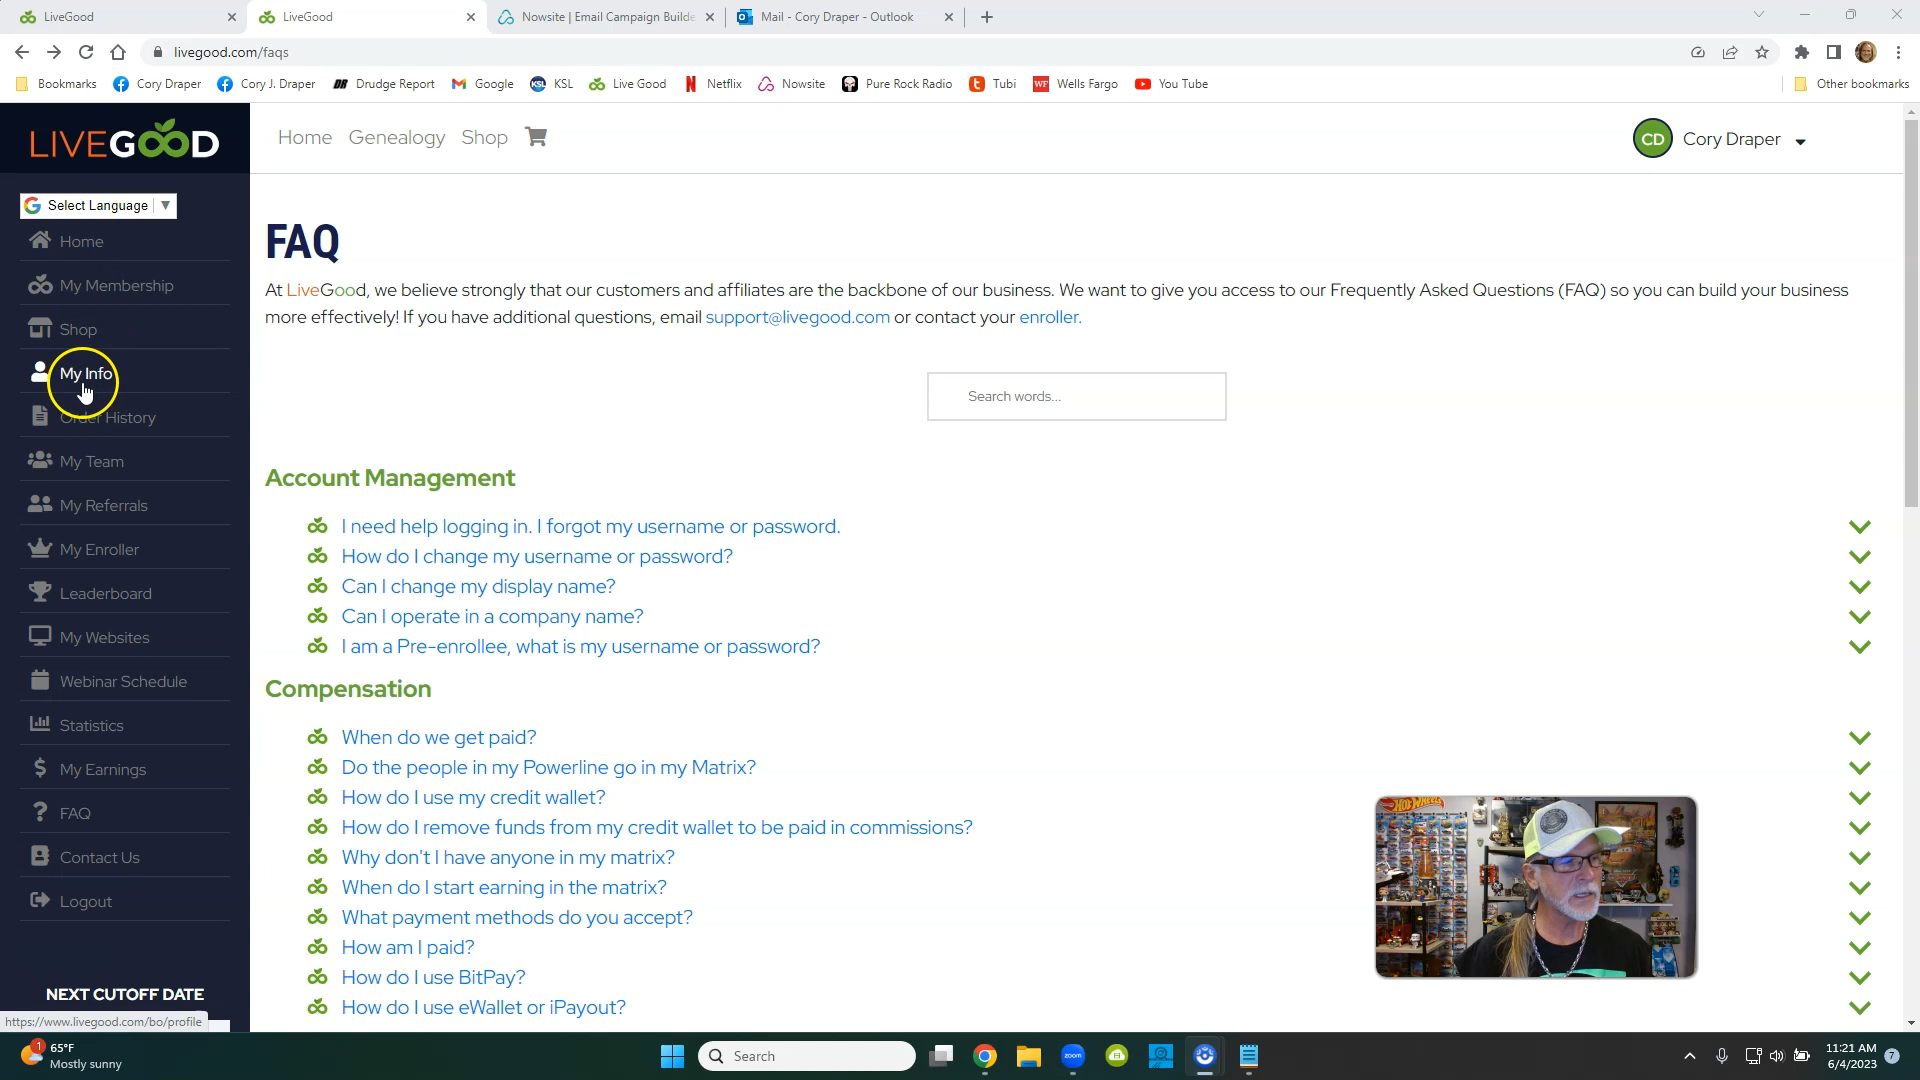 LiveGood
LiveGood
Nowsite | Email Campaign Builde
Mail - Cory Draper - Outlook
livegood.com/faqs
Bookmarks
Cory Draper
Cory J. Draper
DR Drudge Report
Google
KSL KSL
Live Good
Netflix
Nowsite
Pure Rock Radio
Tubi
WF Wells Fargo
You Tube
Other bookmarks
LIVEGOOD
Home Genealogy Shop
CD Cory Draper
Select Language
Home
My Membership
Shop
My Info
Order History
My Team
My Referrals
My Enroller
Leaderboard
My Websites
Webinar Schedule
Statistics
My Earnings
FAQ
Contact Us
Logout
NEXT CUTOFF DATE
https://www.livegood.com/bo/profile
FAQ
At LiveGood, we believe strongly that our customers and affiliates are the backbone of our business. We want to give you access to our Frequently Asked Questions (FAQ) so you can build your business
more effectively! If you have additional questions, email support@livegood.com or contact your enroller.
Search words...
Account Management
I need help logging in. I forgot my username or password.
How do I change my username or password?
Can I change my display name?
Can I operate in a company name?
I am a Pre-enrollee, what is my username or password?
Compensation
When do we get paid?
Do the people in my Powerline go in my Matrix?
How do I use my credit wallet?
How do I remove funds from my credit wallet to be paid in commissions?
Why don't I have anyone in my matrix?
When do I start earning in the matrix?
What payment methods do you accept?
How am I paid?
How do I use BitPay?
How do I use eWallet or iPayout?
HOT WHEELS
1
65°F
Mostly sunny
Search
zoom
11:21 AM
6/4/2023
7